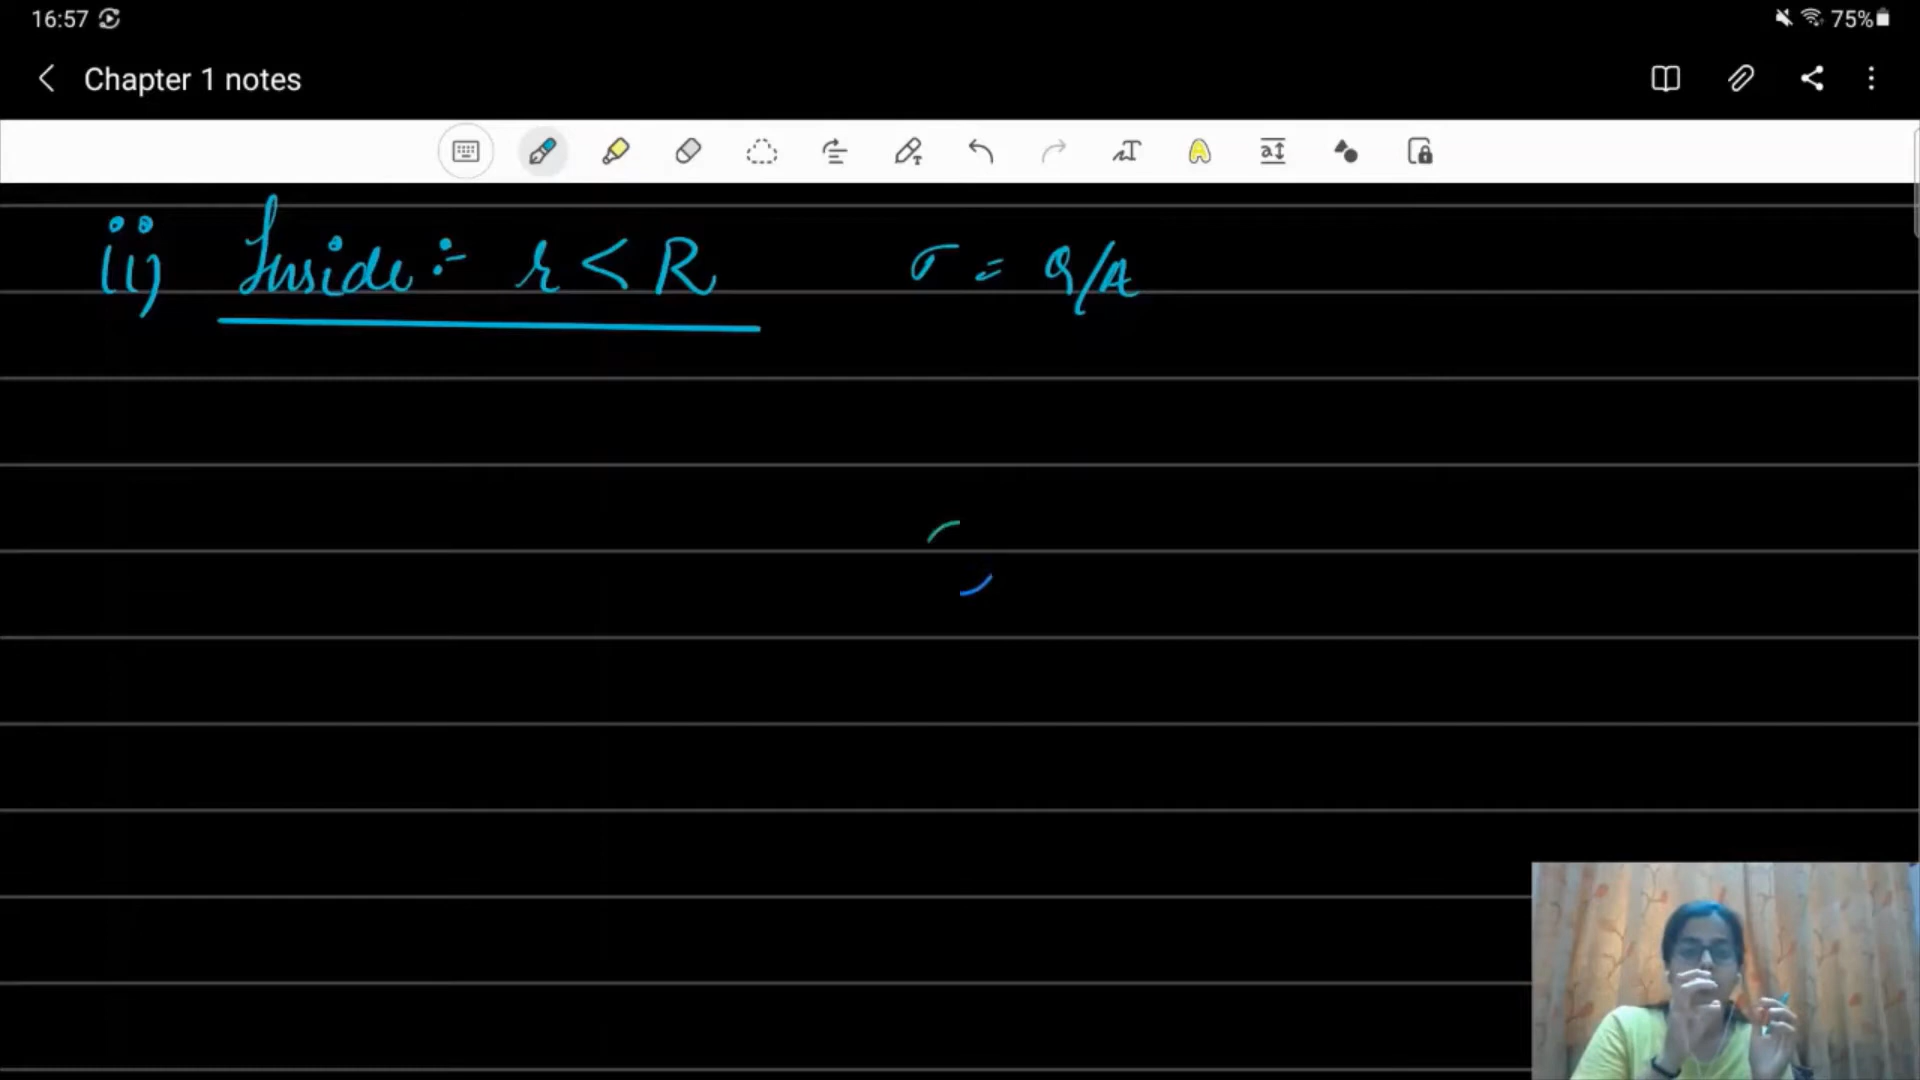 16:57
75%
Chapter 1 notes
(ii) Inside :- r < R
σ = Q/A